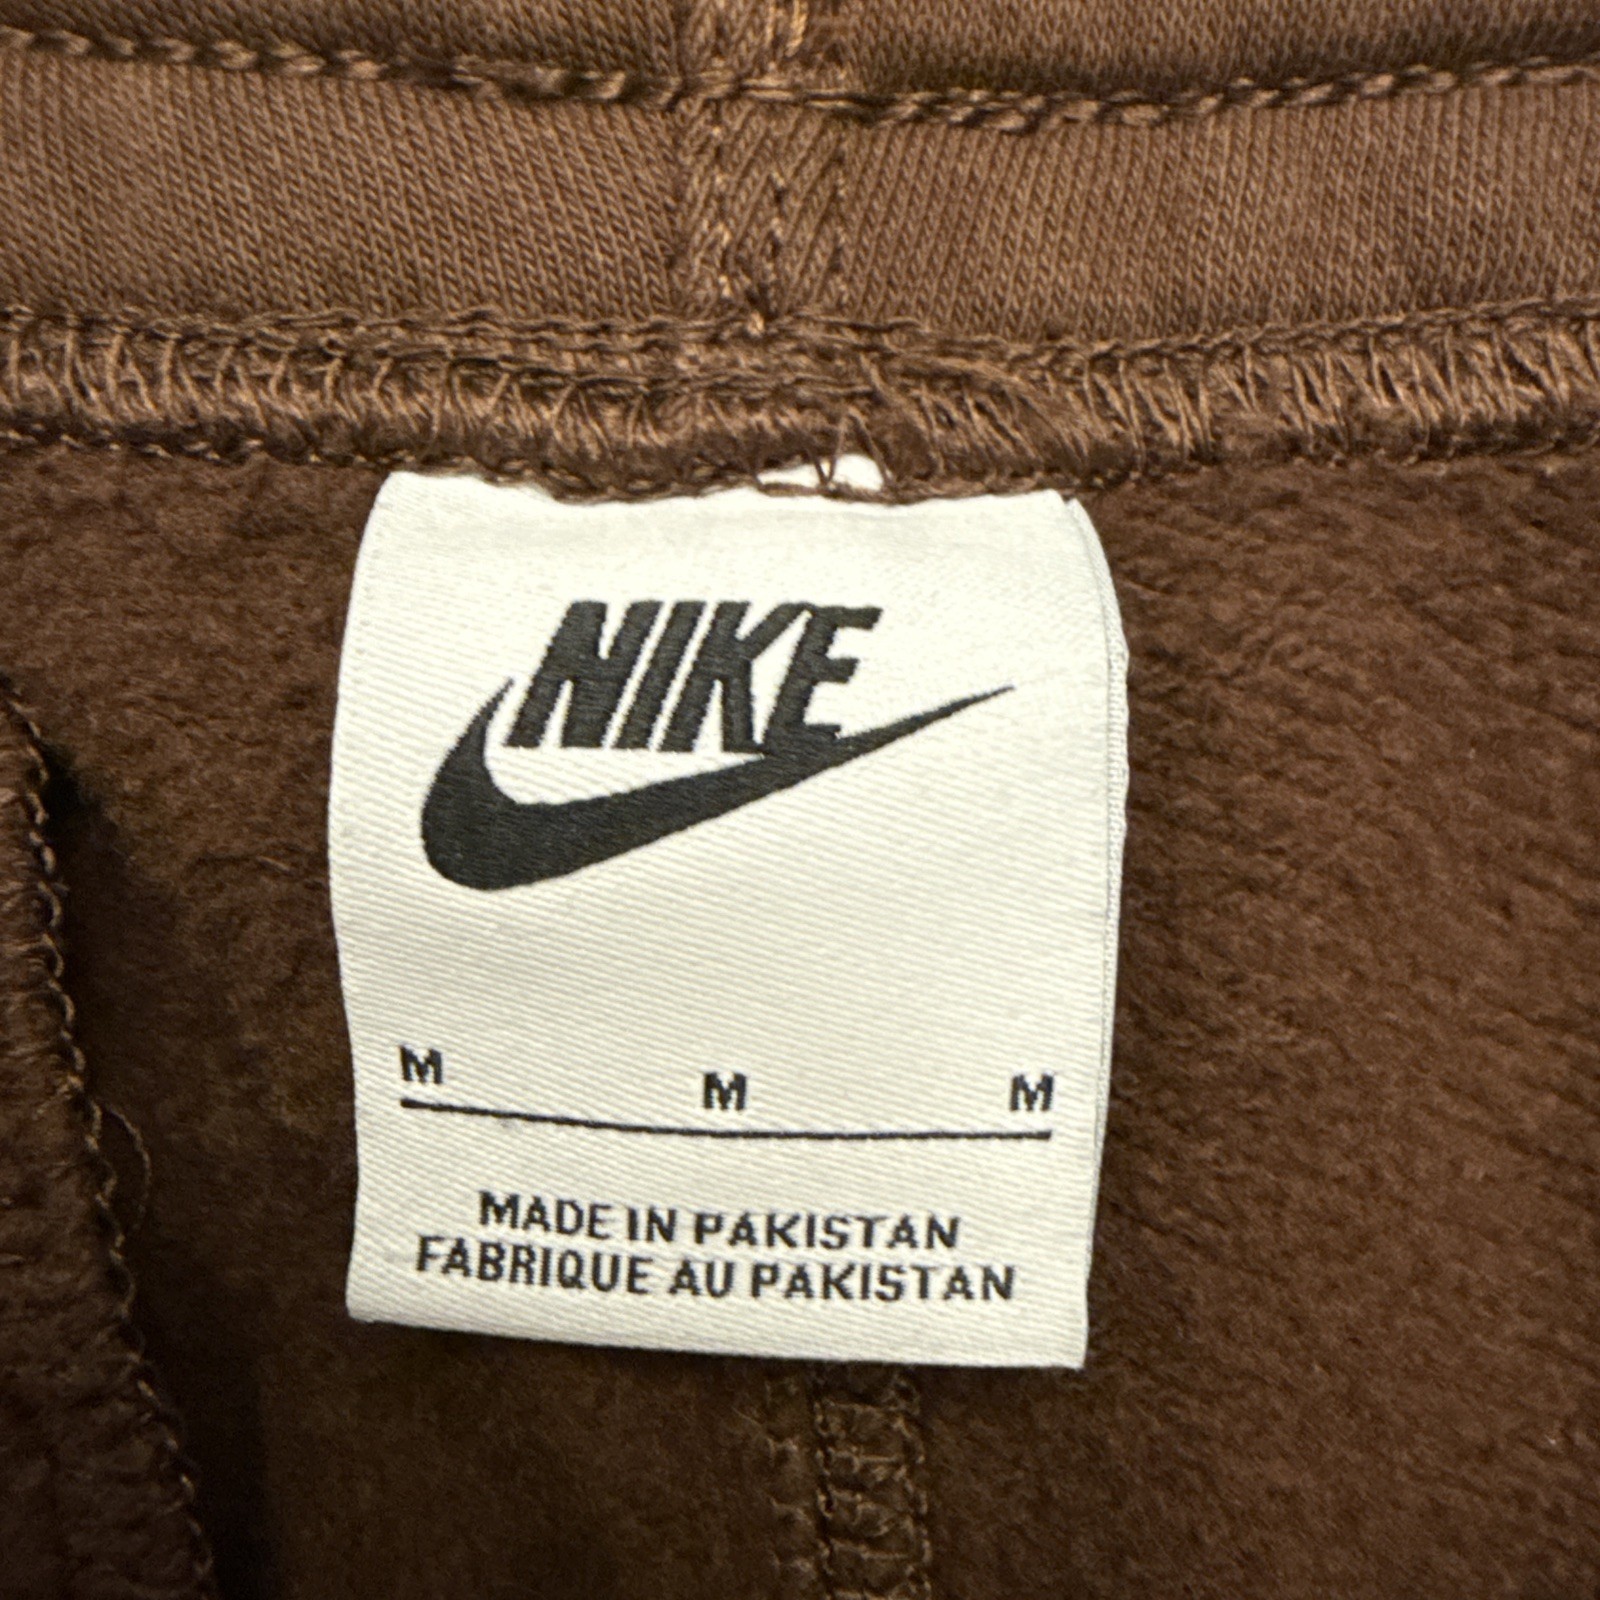 NIKE
M M M
MADE IN PAKISTAN
FABRIQUE AU PAKISTAN